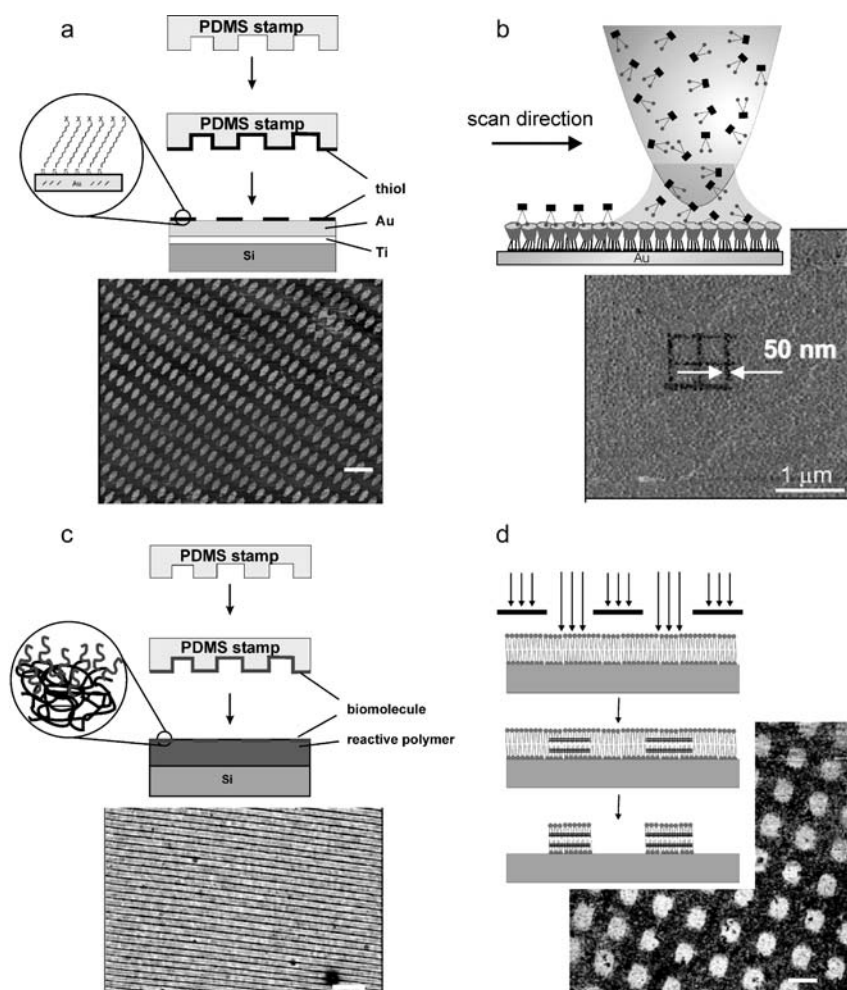 a
PDMS stamp
PDMS stamp
Au
thiol
Au
Ti
Si
b
scan direction
Au
50 nm
1 μm
c
PDMS stamp
PDMS stamp
biomolecule
reactive polymer
Si
d